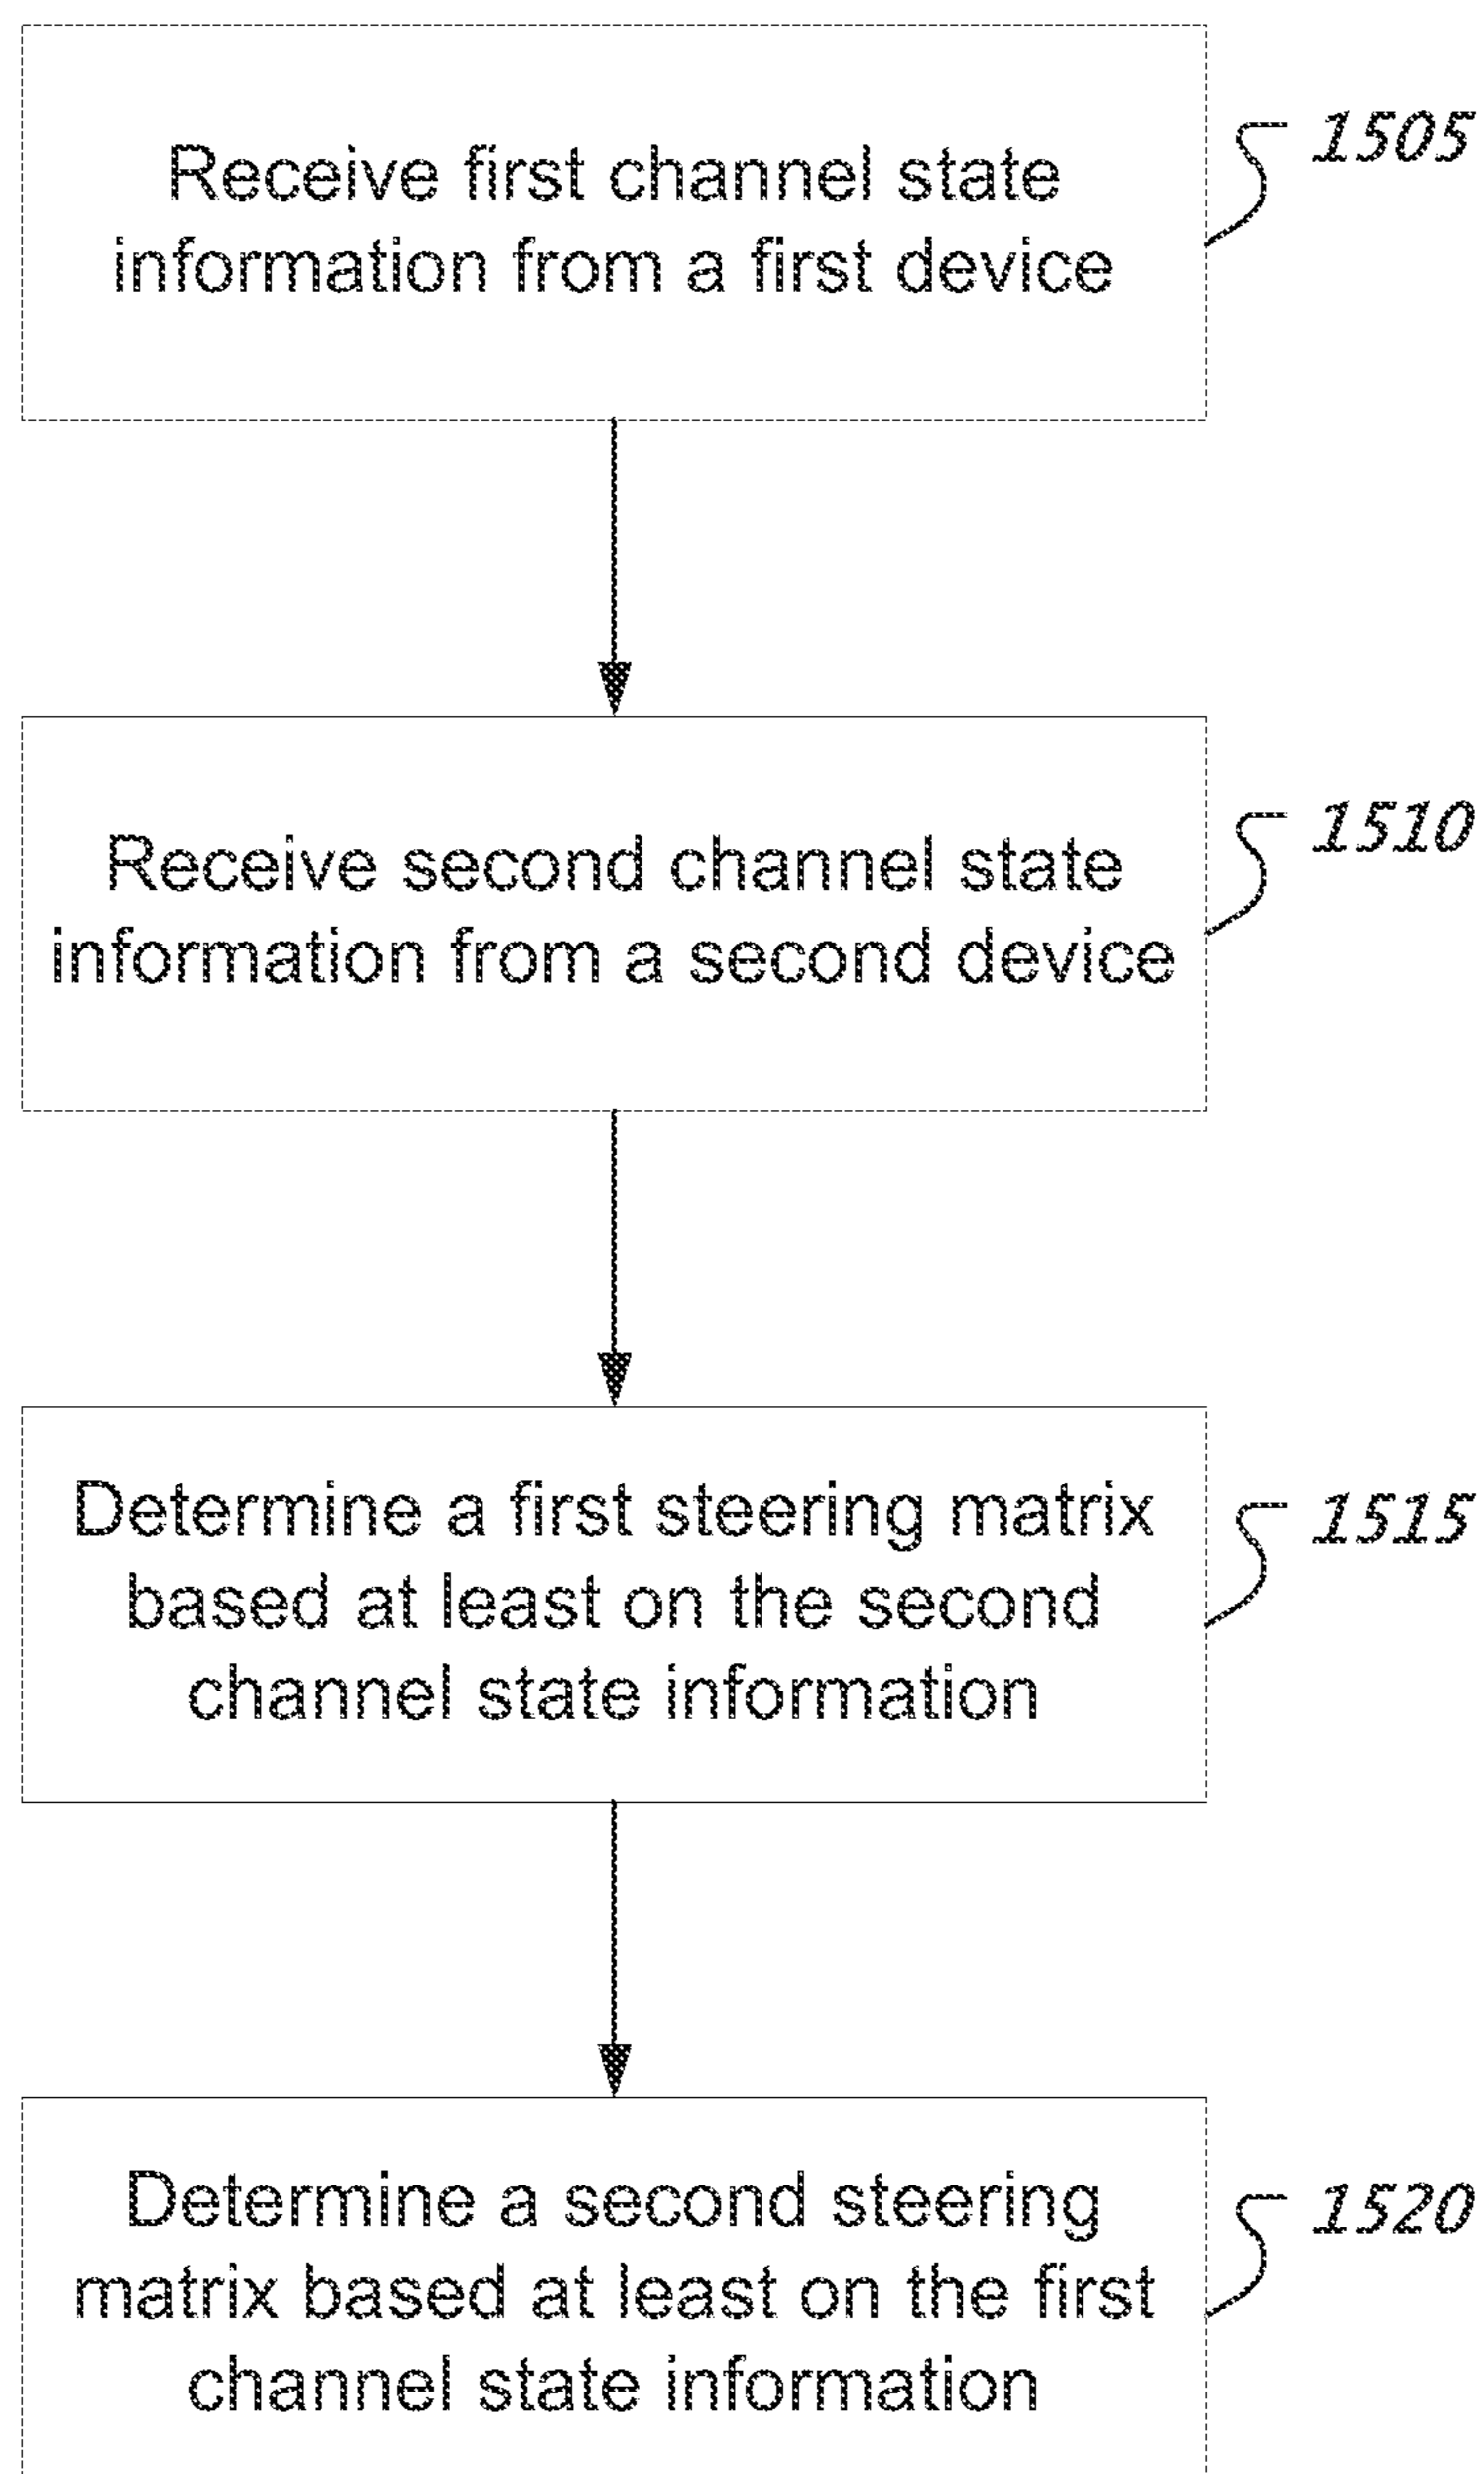 Receive first channel state
information from a first device
1505
Receive second channel state
information from a second device
1510
Determine a first steering matrix
based at least on the second
channel state information
1515
Determine a second steering
matrix based at least on the first
channel state information
1520